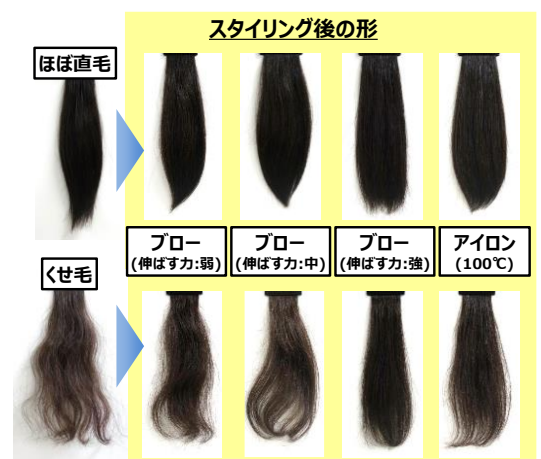 スタイリング後の形
ほぼ直毛
ブロー
(伸ばす力:弱)
ブロー
(伸ばす力:中)
ブロー
(伸ばす力:強)
アイロン
(100℃)
くせ毛